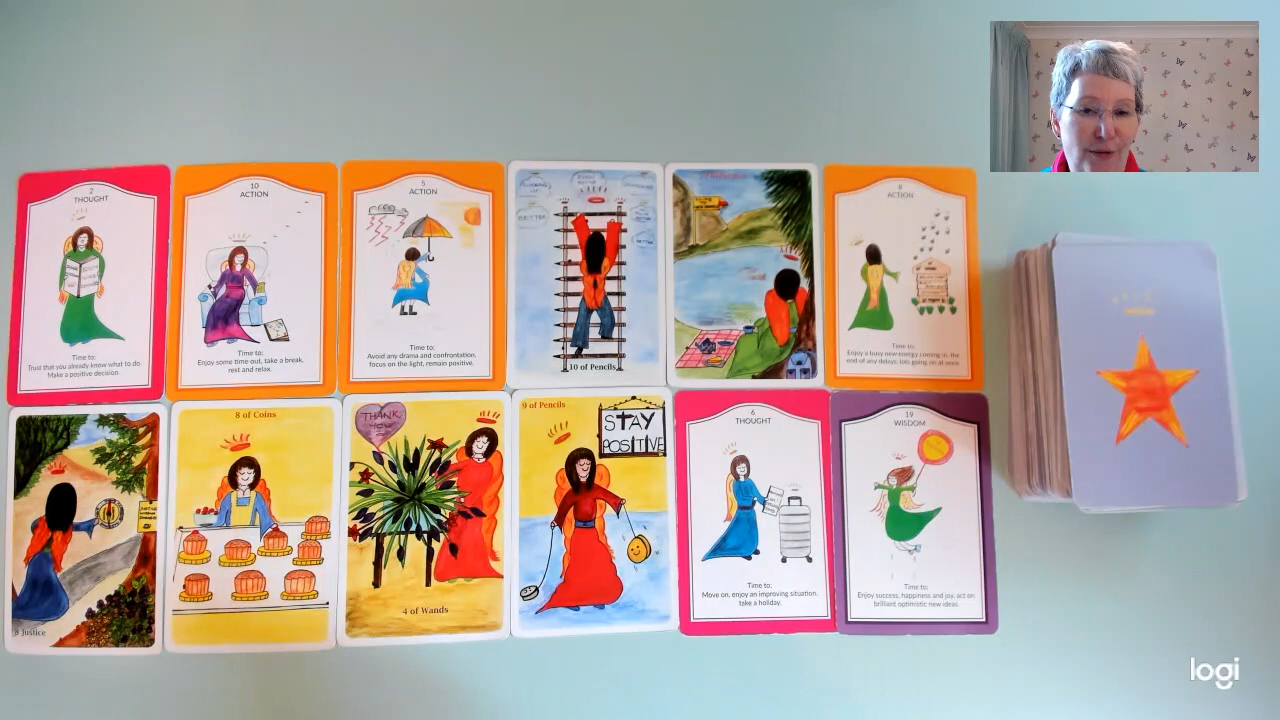 2
THOUGHT
Time to:
Trust that you already know what to do.
Make a positive decision.
10
ACTION
Time to:
Enjoy some time out, take a break,
rest and relax.
5
ACTION
Time to:
Avoid any drama and confrontation,
focus on the light, remain positive.
10 of Pencils
8
ACTION
Time to:
Enjoy a busy new energy coming in, the
end of any delays, lots going on at once.
8 Justice
8 of Coins
THANK
YOU
4 of Wands
9 of Pencils
STAY
POSITIVE
6
THOUGHT
Time to:
Move on, enjoy an improving situation,
take a holiday.
19
WISDOM
Time to:
Enjoy success, happiness and joy, act on
brilliant optimistic new ideas.
logi